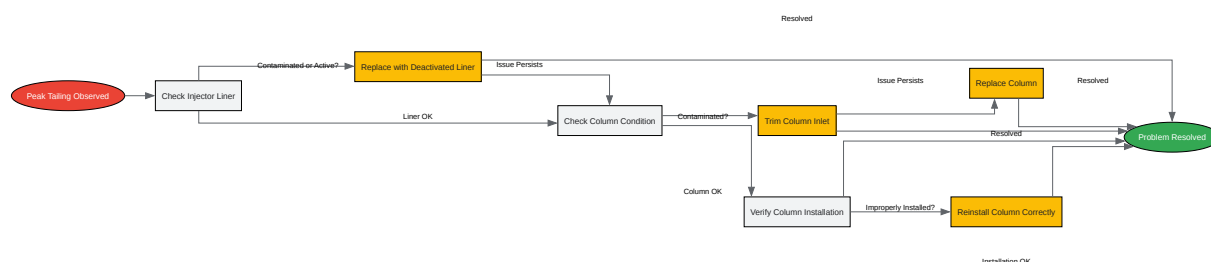 Resolved
Contaminated or Active?
Replace with Deactivated Liner
Issue Persists
Issue Persists
Replace Column
Resolved
Peak Tailing Observed
Check Injector Liner
Liner OK
Check Column Condition
Contaminated?
Trim Column Inlet
Resolved
Problem Resolved
Column OK
Verify Column Installation
Improperly Installed?
Reinstall Column Correctly
Installation OK